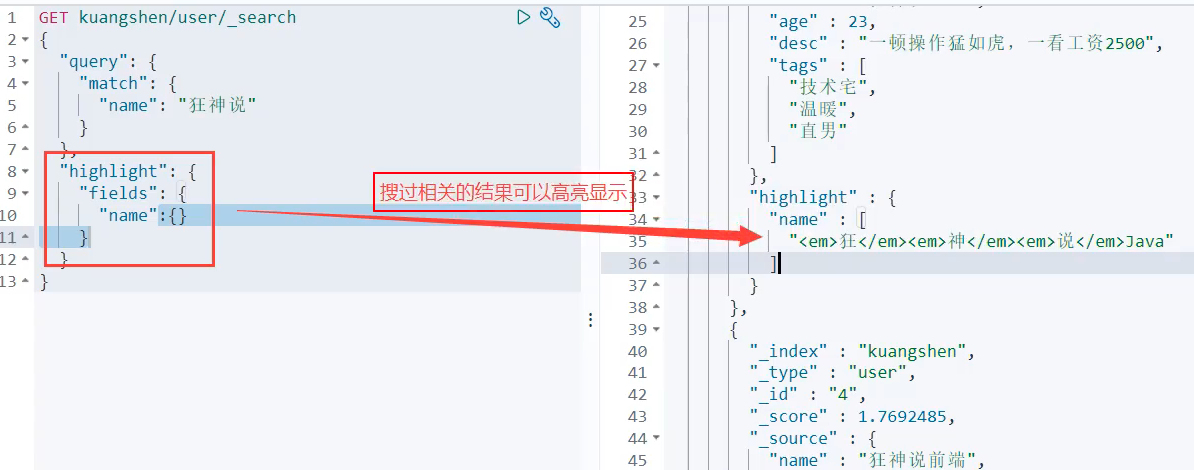 1 GET kuangshen/user/_search
2 {
3 "query": {
4 "match": {
5 "name": "狂神说"
6 }
7 },
8 "highlight": {
9 "fields": {
10 "name":{}
11 }
12 }
13 }
搜过相关的结果可以高亮显示
25 "age" : 23,
26 "desc" : "一顿操作猛如虎，一看工资2500",
27 "tags" : [
28 "技术宅",
29 "温暖",
30 "直男"
31 ]
32 },
33 "highlight" : {
34 "name" : [
35 "<em>狂</em><em>神</em><em>说</em>Java"
36 ]
37 }
38 },
39 {
40 "_index" : "kuangshen",
41 "_type" : "user",
42 "_id" : "4",
43 "_score" : 1.7692485,
44 "_source" : {
45 "name" : "狂神说前端",